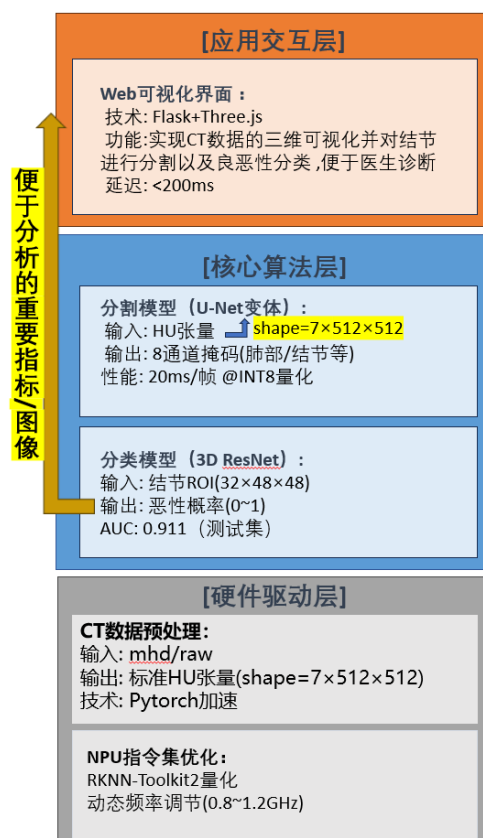 [应用交互层]
Web可视化界面：
技术: Flask+Three.js
功能:实现CT数据的三维可视化并对结节
进行分割以及良恶性分类 ,便于医生诊断
延迟: <200ms
便于分析的重要指标/图像
[核心算法层]
分割模型（U-Net变体）：
输入: HU张量 shape=7×512×512
输出: 8通道掩码(肺部/结节等)
性能: 20ms/帧 @INT8量化
分类模型（3D ResNet）：
输入: 结节ROI(32×48×48)
输出: 恶性概率(0~1)
AUC: 0.911（测试集）
[硬件驱动层]
CT数据预处理：
输入: mhd/raw
输出: 标准HU张量(shape=7×512×512)
技术: Pytorch加速
NPU指令集优化：
RKNN-Toolkit2量化
动态频率调节(0.8~1.2GHz)